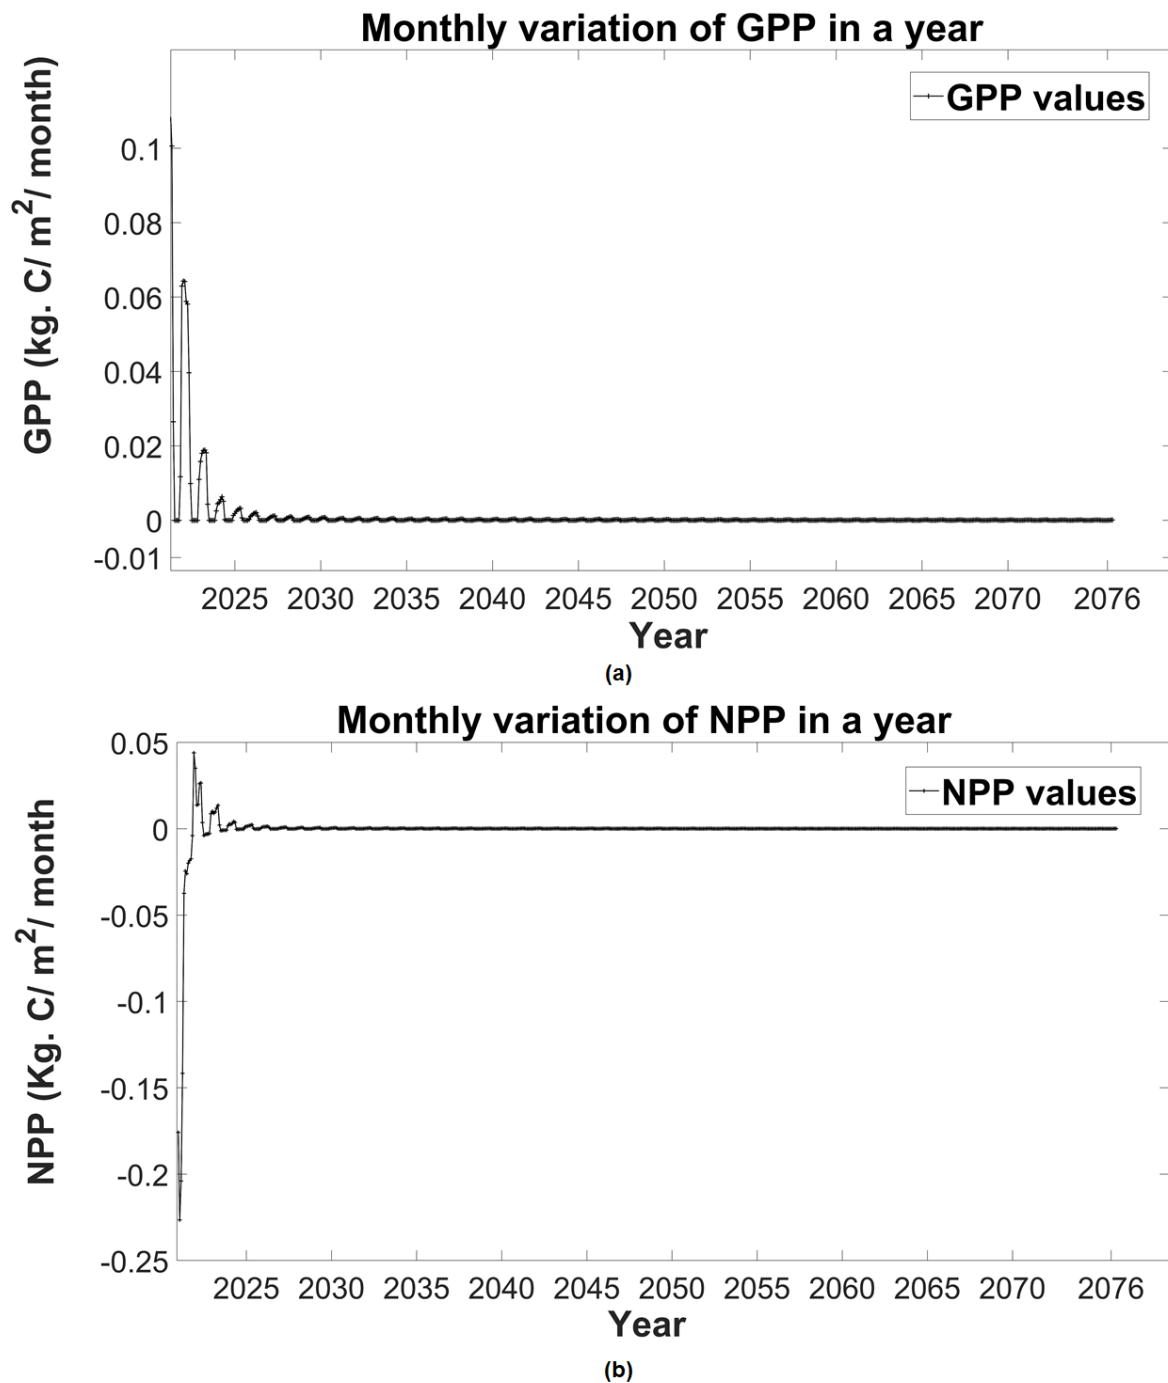 Monthly variation of GPP in a year
GPP (kg. C/ m²/ month)
GPP values
0.1
0.08
0.06
0.04
0.02
0
-0.01
2025 2030 2035 2040 2045 2050 2055 2060 2065 2070 2076
Year
(a)
Monthly variation of NPP in a year
NPP (Kg. C/ m²/ month
NPP values
0.05
0
-0.05
-0.1
-0.15
-0.2
-0.25
2025 2030 2035 2040 2045 2050 2055 2060 2065 2070 2076
Year
(b)